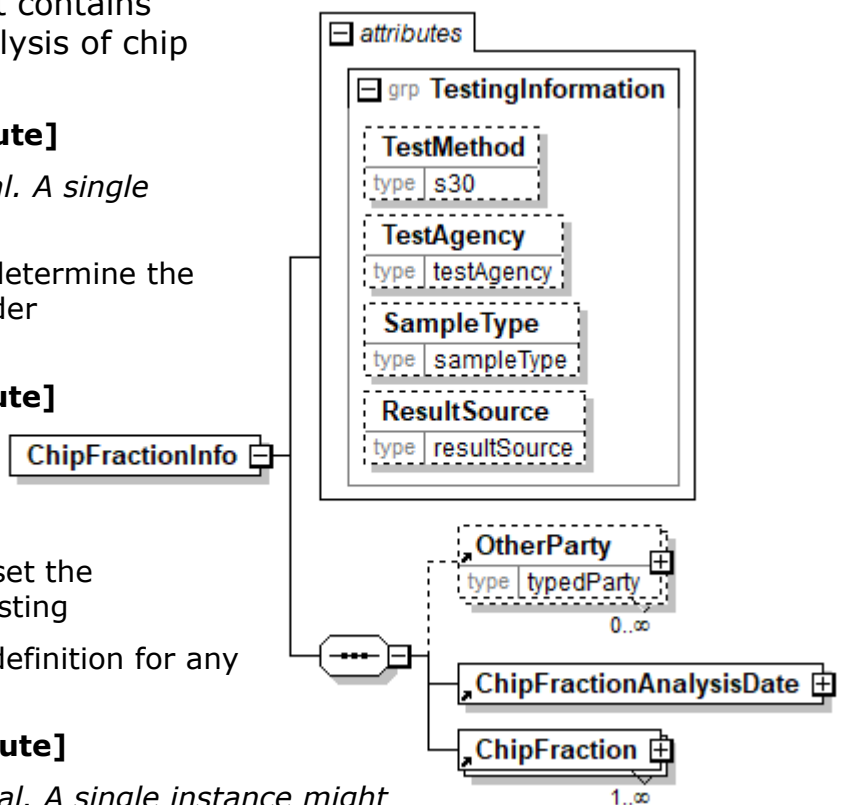 t contains
lysis of chip
ute]
al. A single
determine the
der
ute]
set the
sting
definition for any
ute]
al. A single instance might
attributes
grp TestingInformation
TestMethod
type s30
TestAgency
type testAgency
SampleType
type sampleType
ResultSource
type resultSource
ChipFractionInfo
OtherParty
type typedParty
0..∞
ChipFractionAnalysisDate
ChipFraction
1..∞